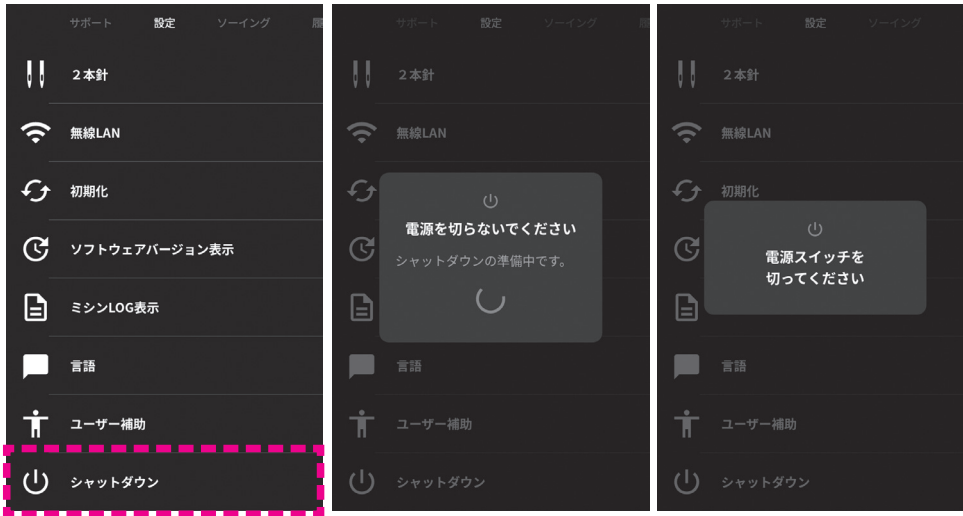 サポート 設定 ソーイング
２本針
無線LAN
初期化
ソフトウェアバージョン表示
ミシンLOG表示
言語
ユーザー補助
シャットダウン
サポート 設定 ソーイング
２本針
無線LAN
電源を切らないでください
シャットダウンの準備中です。
言語
ユーザー補助
シャットダウン
サポート 設定 ソーイング
２本針
無線LAN
初期化
電源スイッチを
切ってください
言語
ユーザー補助
シャットダウン